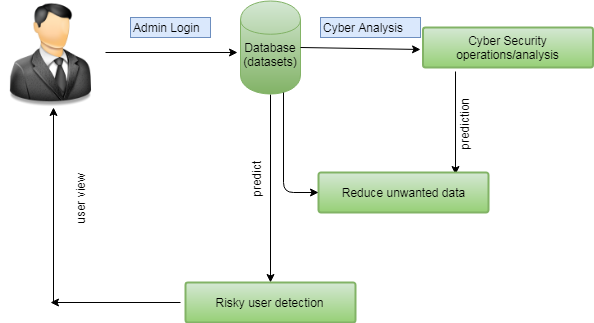 Admin Login
Cyber Analysis
Database
(datasets)
Cyber Security
operations/analysis
prediction
predict
user view
Reduce unwanted data
Risky user detection